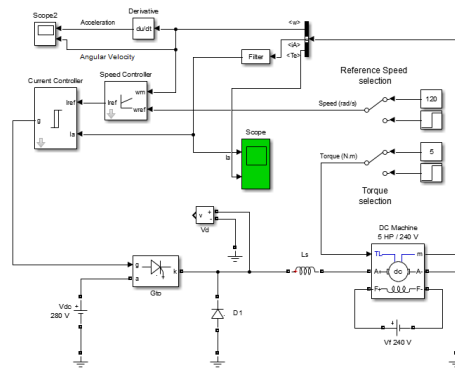 Scope2
Acceleration
Derivative
du/dt
Angular Velocity
<w>
<iA>
<Te>
Filter
Current Controller
Speed Controller
g
Iref
Ia
Iref
wm
wref
Reference Speed
selection
Speed (rad/s)
120
Ia
Scope
Torque (N.m)
5
Torque
selection
v
+
-
Vd
DC Machine
5 HP / 240 V
Ls
TL
m
A+
dc
A-
F+
F-
g
a
k
Gto
Vdc
280 V
+
D1
+
Vf 240 V